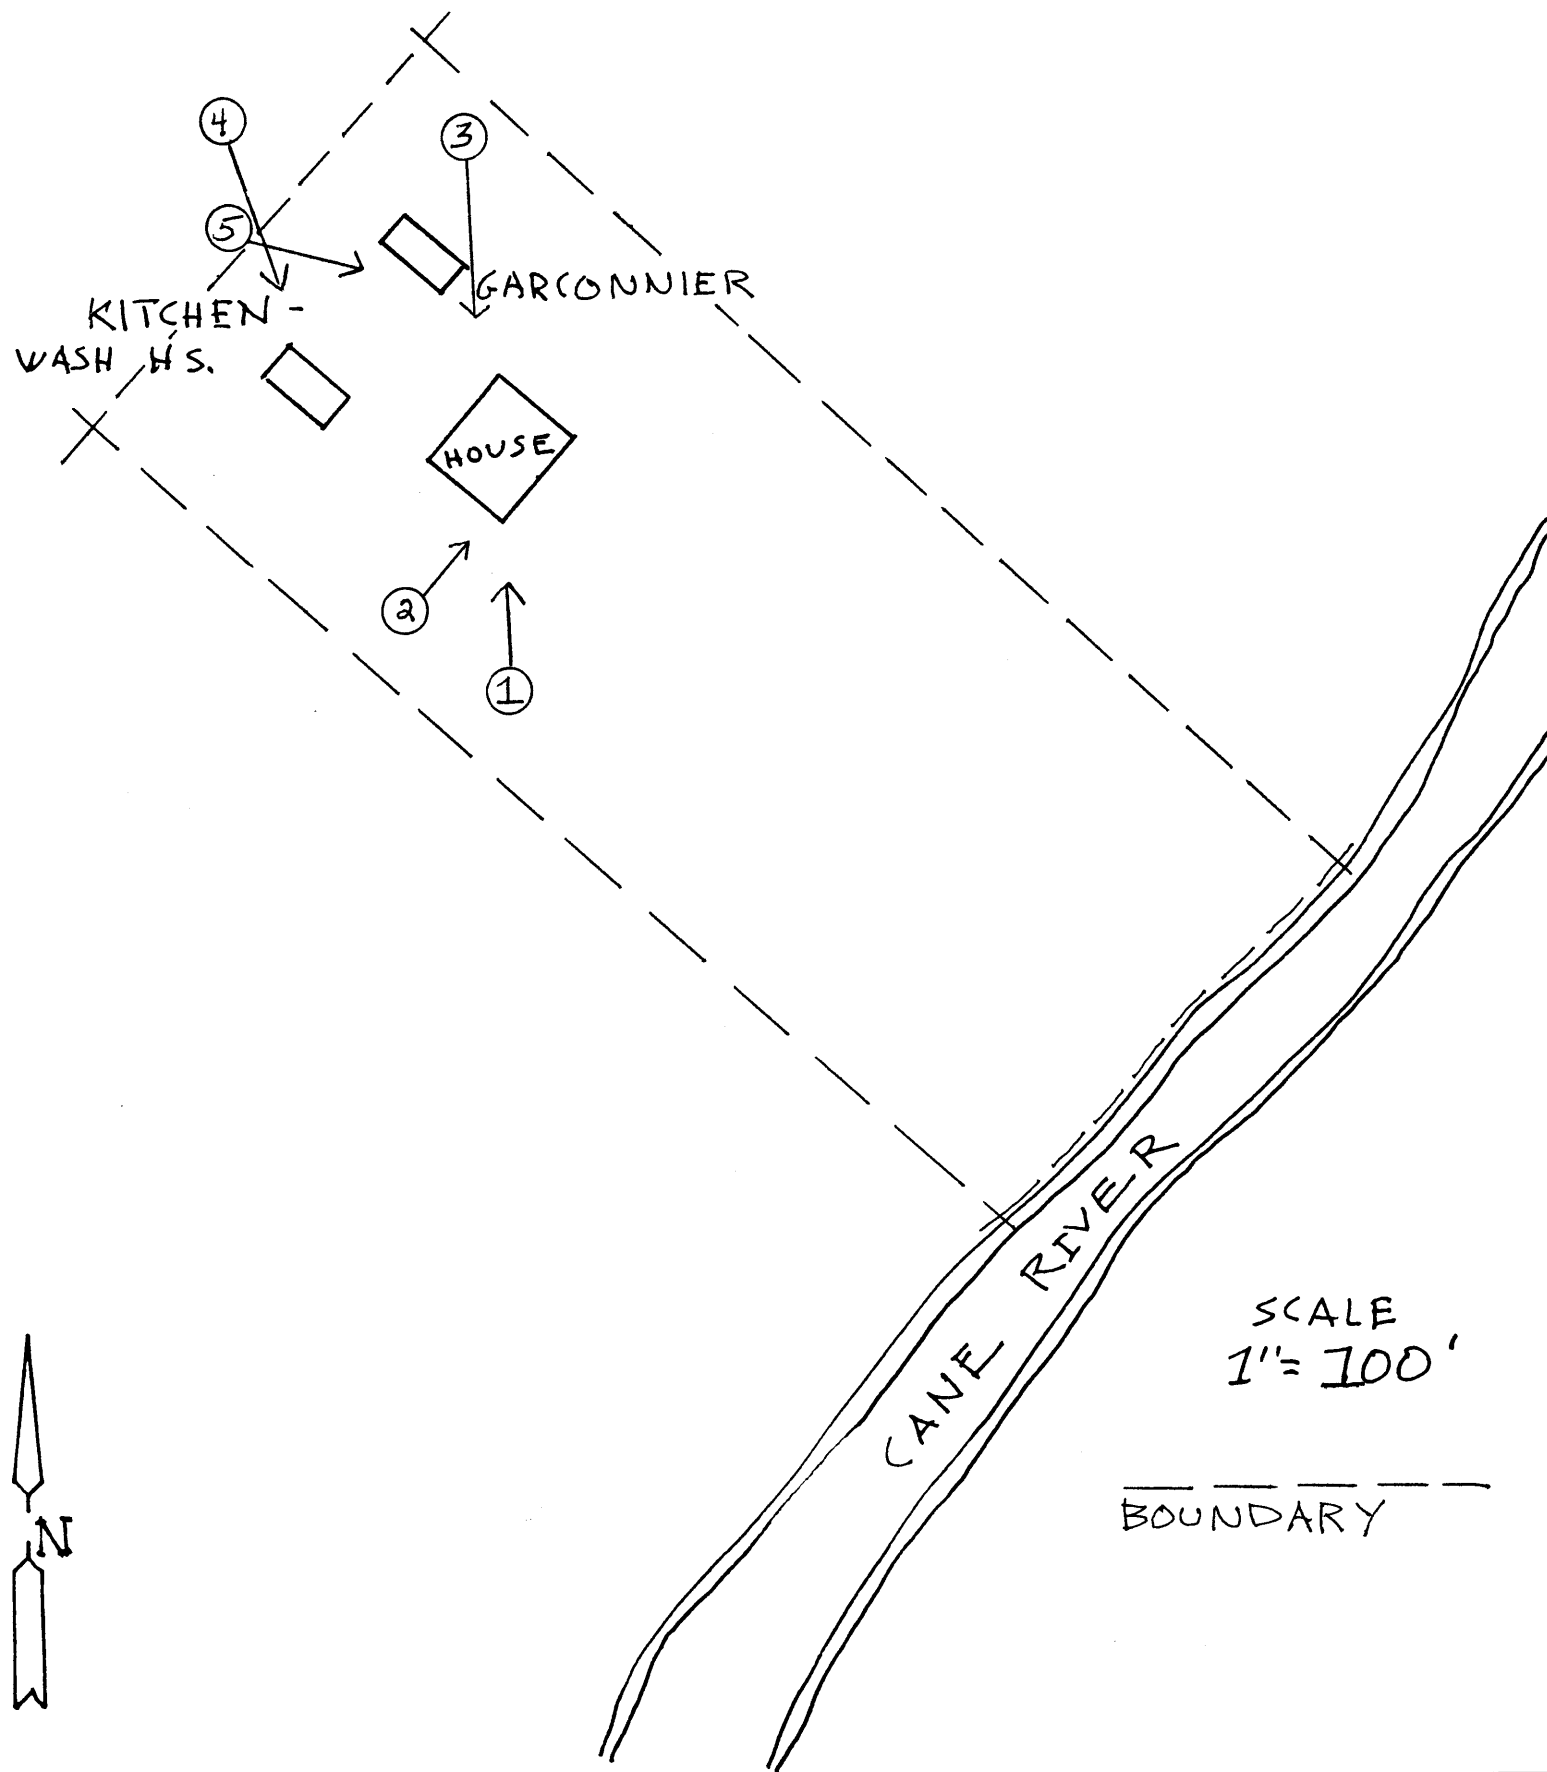 4
3
5
GARCONNIER
KITCHEN -
WASH HS.
HOUSE
2
1
CANE RIVER
SCALE
1"= 100'
BOUNDARY
N